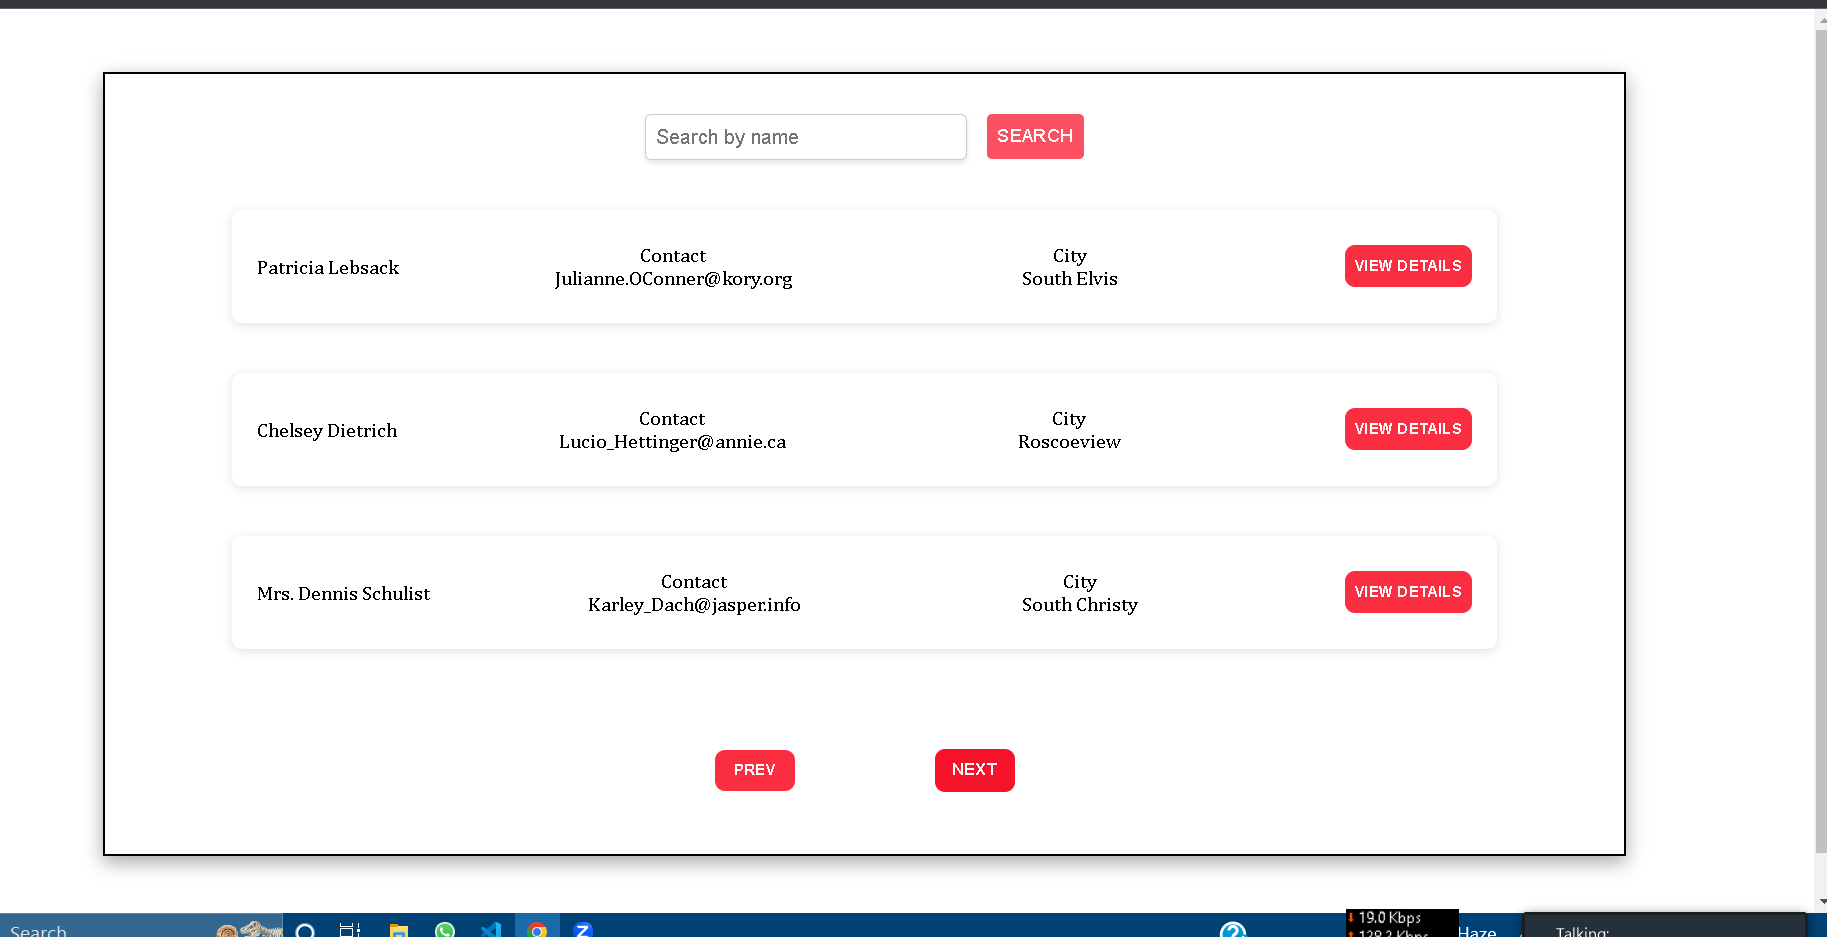 Search by name
SEARCH
Patricia Lebsack
Contact
Julianne.OConner@kory.org
City
South Elvis
VIEW DETAILS
Chelsey Dietrich
Contact
Lucio_Hettinger@annie.ca
City
Roscoeview
VIEW DETAILS
Mrs. Dennis Schulist
Contact
Karley_Dach@jasper.info
City
South Christy
VIEW DETAILS
PREV
NEXT
Search
19.0 Kbps
Haze
Talking: